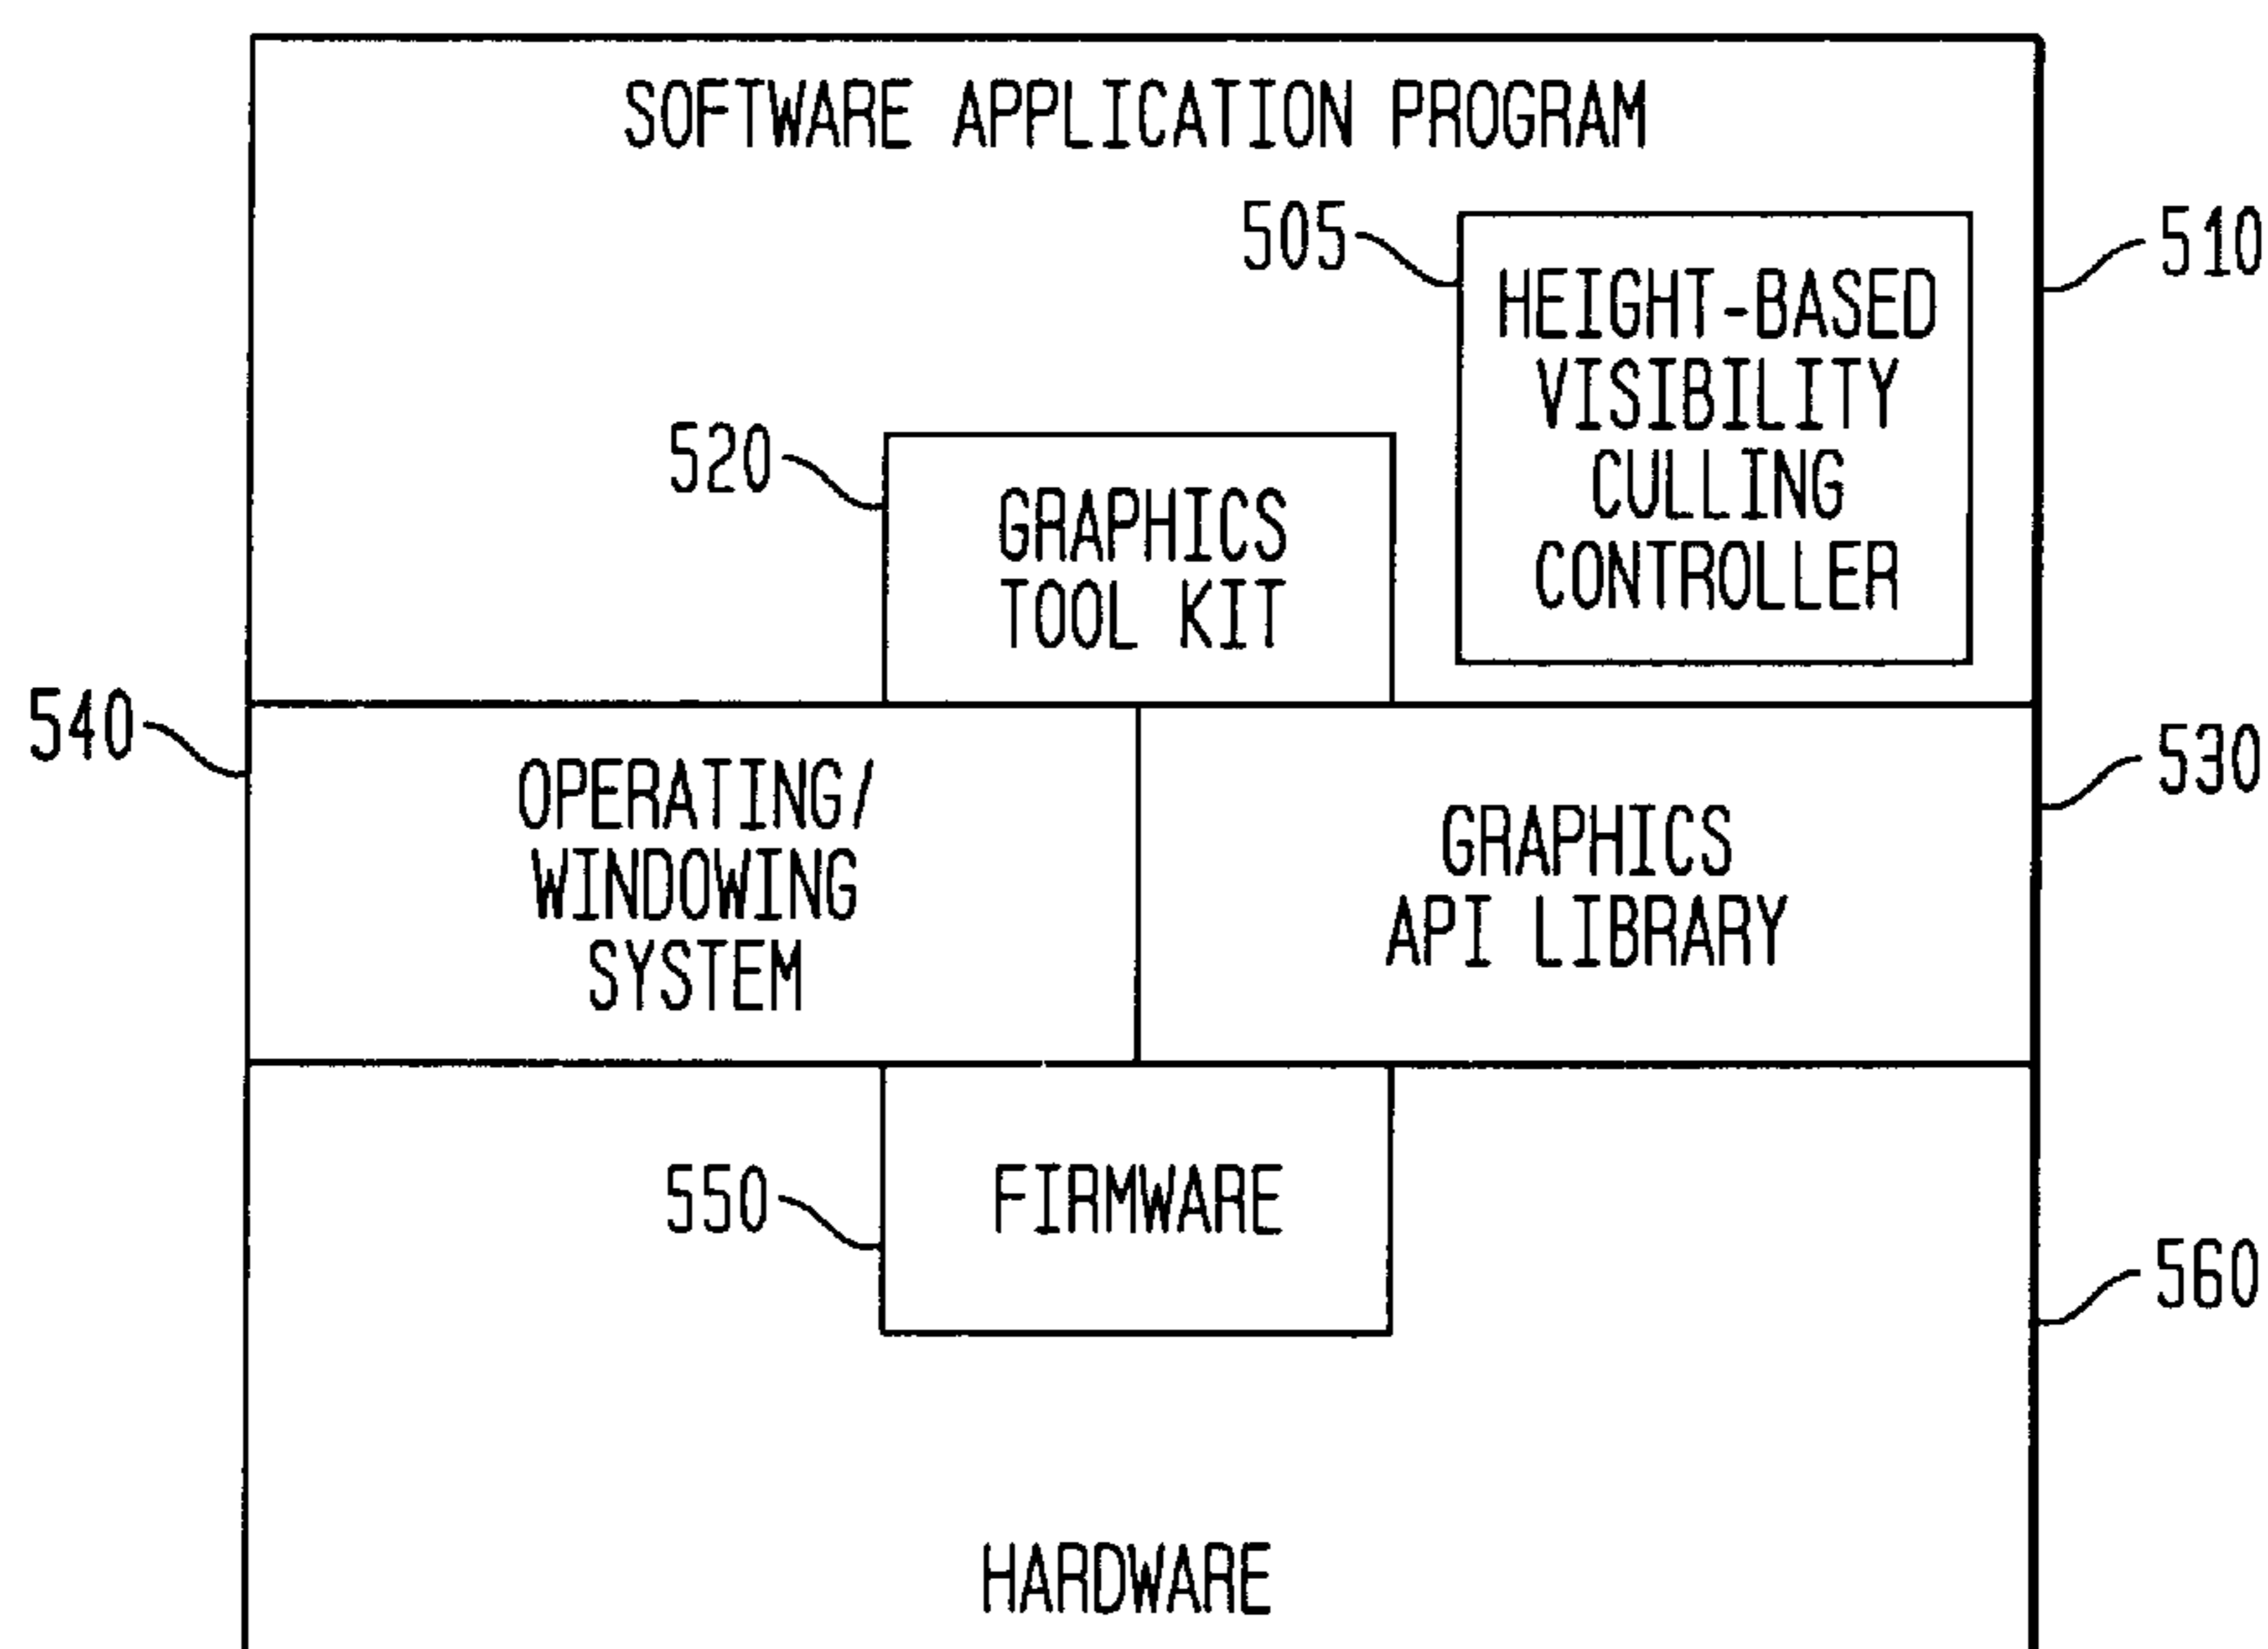 SOFTWARE APPLICATION PROGRAM
505
510
HEIGHT-BASED
VISIBILITY
CULLING
CONTROLLER
520
GRAPHICS
TOOL KIT
540
530
OPERATING/
WINDOWING
SYSTEM
GRAPHICS
API LIBRARY
550
FIRMWARE
560
HARDWARE